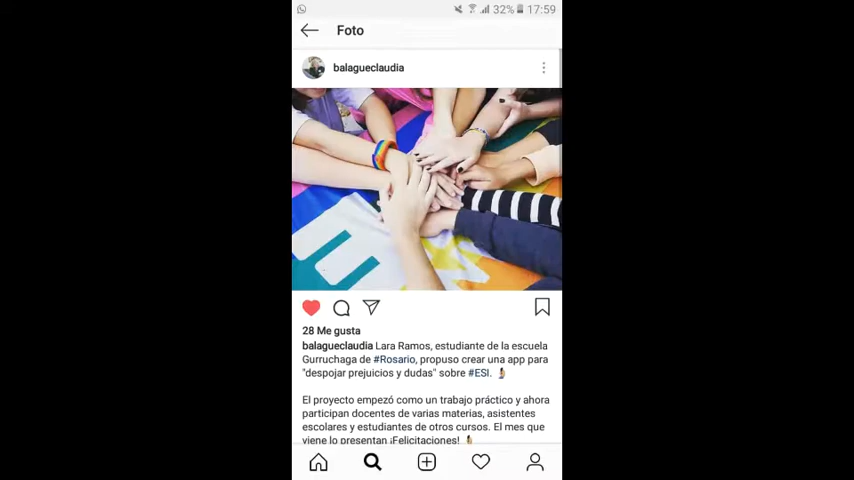 32% 17:59
Foto
balagueclaudia
28 Me gusta
balagueclaudia Lara Ramos, estudiante de la escuela
Gurruchaga de #Rosario, propuso crear una app para
"despojar prejuicios y dudas" sobre #ESI.
El proyecto empezó como un trabajo práctico y ahora
participan docentes de varias materias, asistentes
escolares y estudiantes de otros cursos. El mes que
viene lo presentan ¡Felicitaciones!